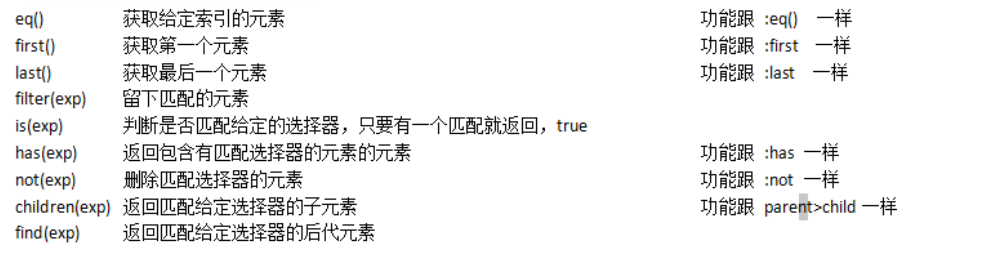 eq() 获取给定索引的元素 功能跟 :eq() 一样
first() 获取第一个元素 功能跟 :first 一样
last() 获取最后一个元素 功能跟 :last 一样
filter(exp) 留下匹配的元素
is(exp) 判断是否匹配给定的选择器，只要有一个匹配就返回，true
has(exp) 返回包含有匹配选择器的元素的元素 功能跟 :has 一样
not(exp) 删除匹配选择器的元素 功能跟 :not 一样
children(exp) 返回匹配给定选择器的子元素 功能跟 parent>child 一样
find(exp) 返回匹配给定选择器的后代元素